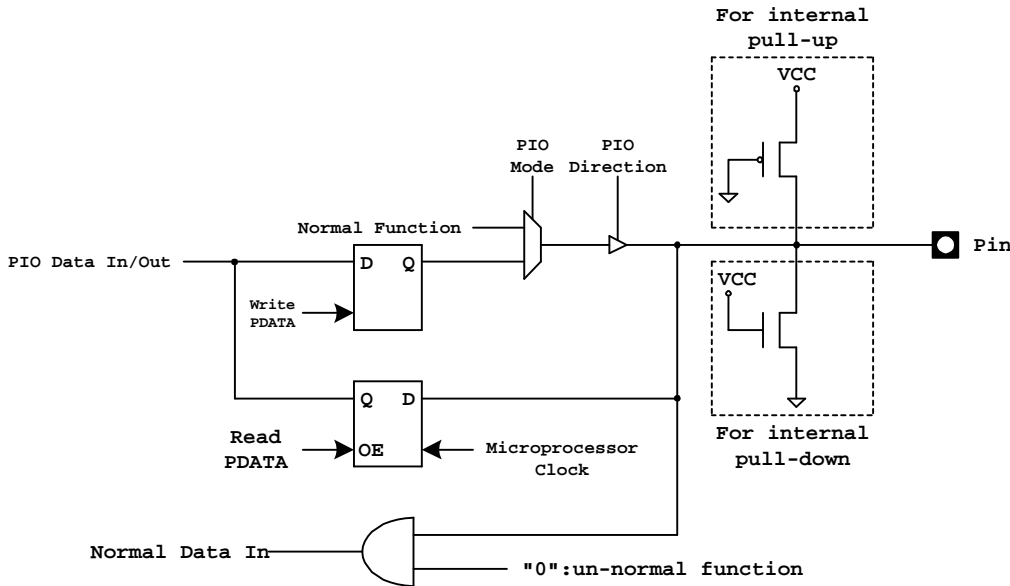 For internal
pull-up
VCC
PIO
Mode
PIO
Direction
Normal Function
PIO Data In/Out
D Q
Pin
Write
PDATA
VCC
Q D
OE
Read
PDATA
Microprocessor
Clock
For internal
pull-down
Normal Data In
"0":un-normal function